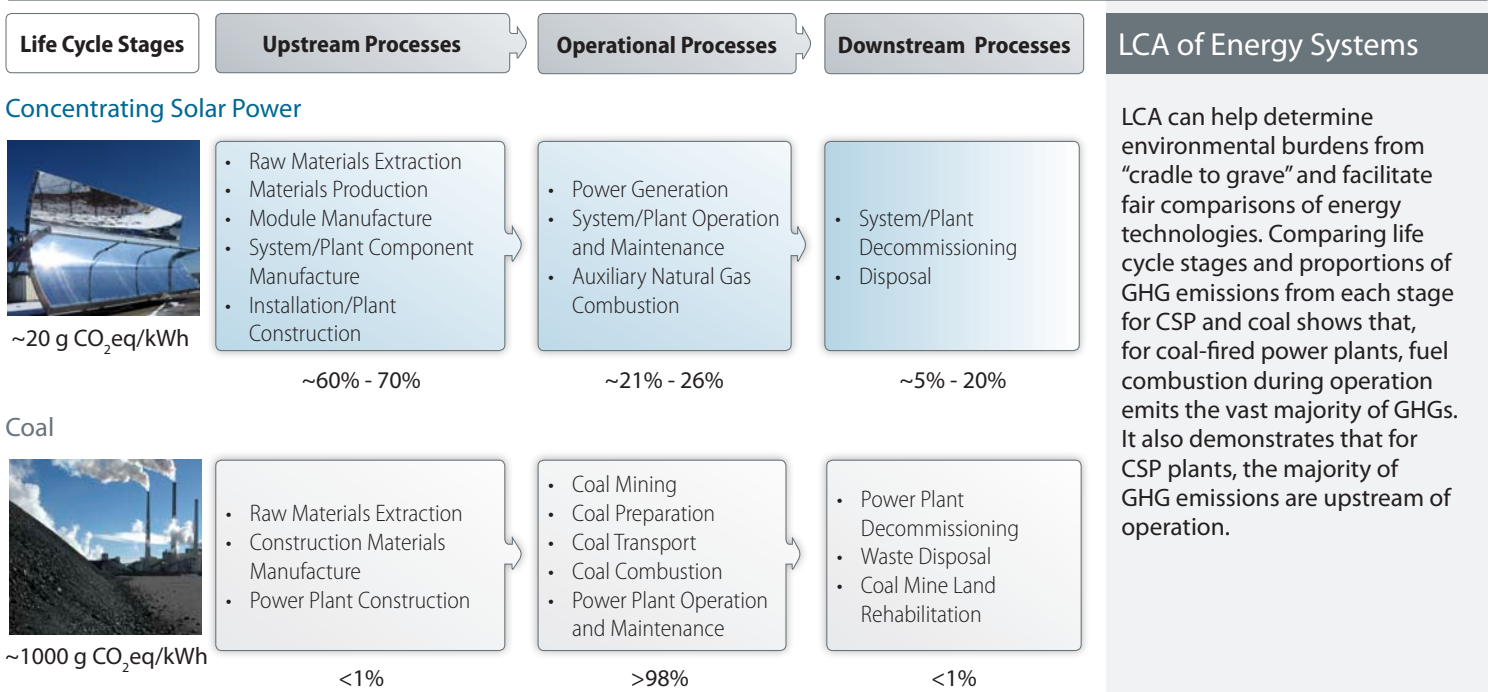 Life Cycle Stages
Upstream Processes
Operational Processes
Downstream Processes
Concentrating Solar Power
~20 g CO₂eq/kWh
• Raw Materials Extraction
• Materials Production
• Module Manufacture
• System/Plant Component
Manufacture
• Installation/Plant
Construction
~60% - 70%
• Power Generation
• System/Plant Operation
and Maintenance
• Auxiliary Natural Gas
Combustion
~21% - 26%
• System/Plant
Decommissioning
• Disposal
~5% - 20%
Coal
~1000 g CO₂eq/kWh
• Raw Materials Extraction
• Construction Materials
Manufacture
• Power Plant Construction
<1%
• Coal Mining
• Coal Preparation
• Coal Transport
• Coal Combustion
• Power Plant Operation
and Maintenance
>98%
• Power Plant
Decommissioning
• Waste Disposal
• Coal Mine Land
Rehabilitation
<1%
LCA of Energy Systems
LCA can help determine
environmental burdens from
“cradle to grave” and facilitate
fair comparisons of energy
technologies. Comparing life
cycle stages and proportions of
GHG emissions from each stage
for CSP and coal shows that,
for coal-fired power plants, fuel
combustion during operation
emits the vast majority of GHGs.
It also demonstrates that for
CSP plants, the majority of
GHG emissions are upstream of
operation.